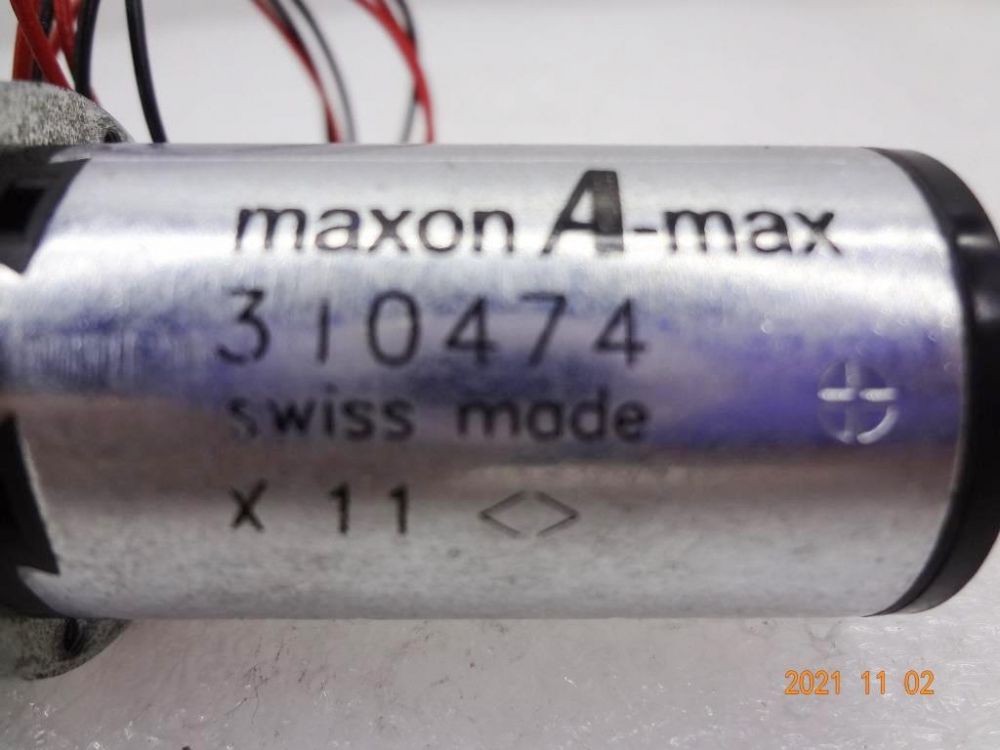 maxon A-max
310474
swiss made
X 11 <>
2021 11 02